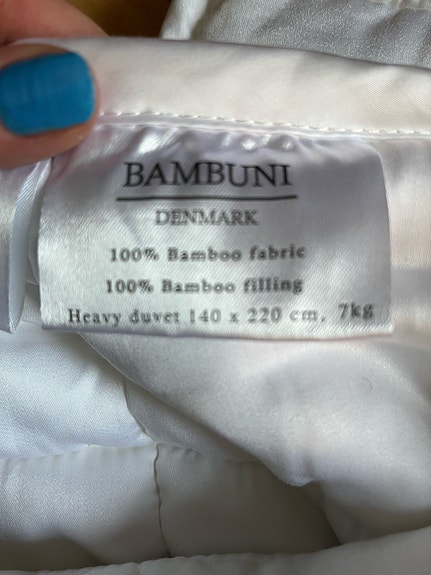 BAMBUNI
DENMARK
100% Bamboo fabric
100% Bamboo filling
Heavy duvet 140 x 220 cm, 7kg